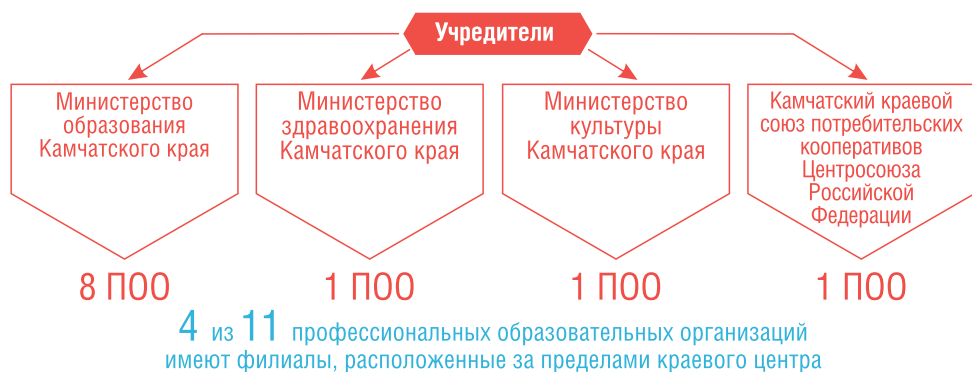 Учредители
Министерство
образования
Камчатского края
Министерство
здравоохранения
Камчатского края
Министерство
культуры
Камчатского края
Камчатский краевой
союз потребительских
кооперативов
Центросоюза
Российской
Федерации
8 ПОО
1 ПОО
1 ПОО
1 ПОО
4 из 11 профессиональных образовательных организаций
имеют филиалы, расположенные за пределами краевого центра